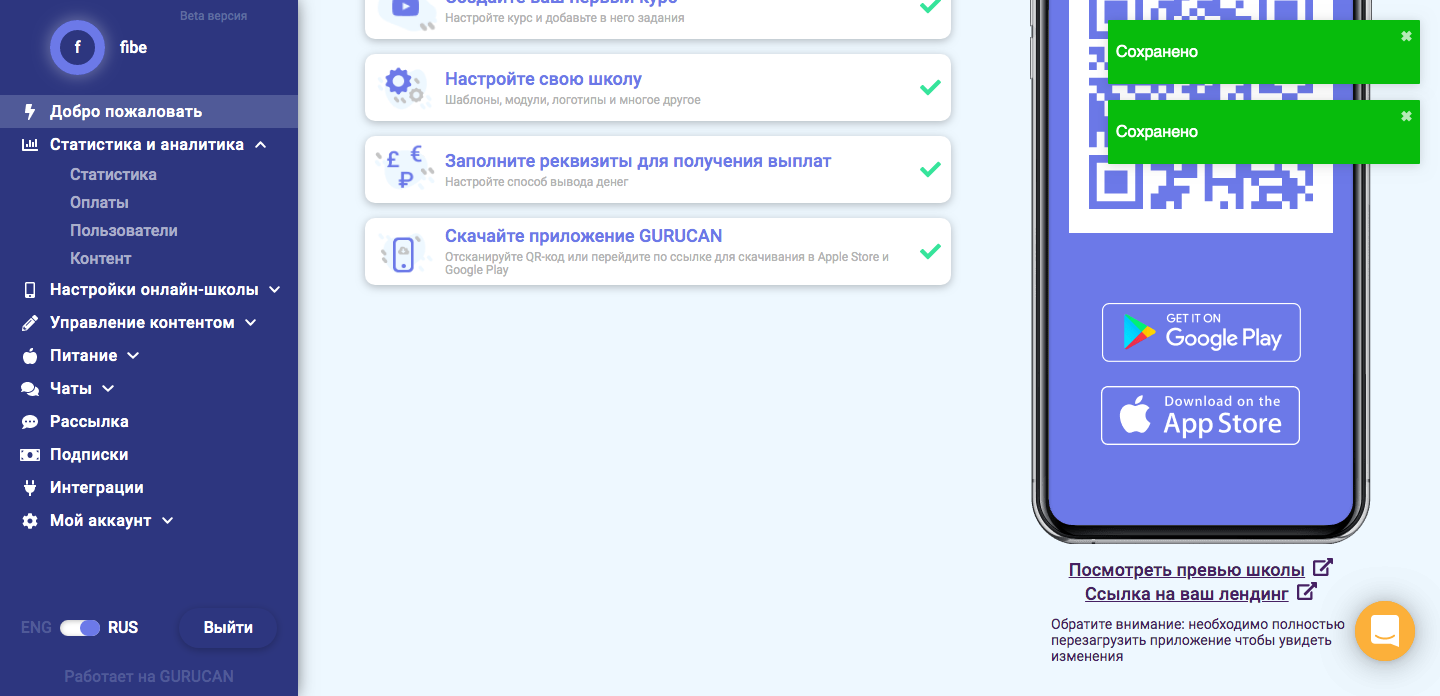 Beta версия
f
fibe
Добро пожаловать
Статистика и аналитика
Статистика
Оплаты
Пользователи
Контент
Настройки онлайн-школы
Управление контентом
Питание
Чаты
Рассылка
Подписки
Интеграции
Мой аккаунт
ENG
RUS
Выйти
Работает на GURUCAN
Создайте ваш первый курс
Настройте курс и добавьте в него задания
Настройте свою школу
Шаблоны, модули, логотипы и многое другое
Заполните реквизиты для получения выплат
Настройте способ вывода денег
Скачайте приложение GURUCAN
Отсканируйте QR-код или перейдите по ссылке для скачивания в Apple Store и
Google Play
Сохранено
Сохранено
GET IT ON
Google Play
Download on the
App Store
Посмотреть превью школы
Ссылка на ваш лендинг
Обратите внимание: необходимо полностью
перезагрузить приложение чтобы увидеть
изменения